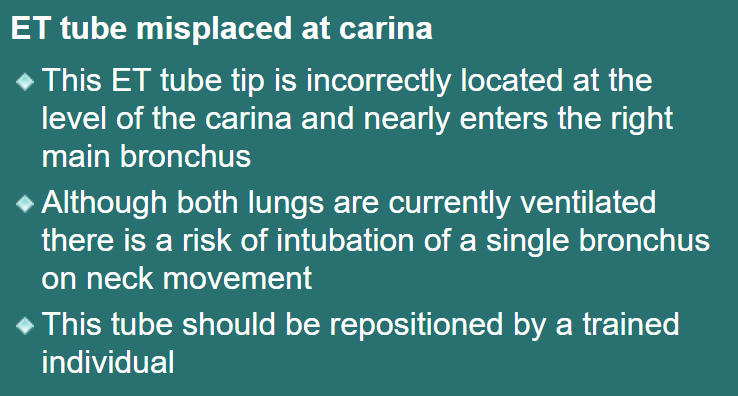 ET tube misplaced at carina
This ET tube tip is incorrectly located at the
level of the carina and nearly enters the right
main bronchus
Although both lungs are currently ventilated
there is a risk of intubation of a single bronchus
on neck movement
This tube should be repositioned by a trained
individual